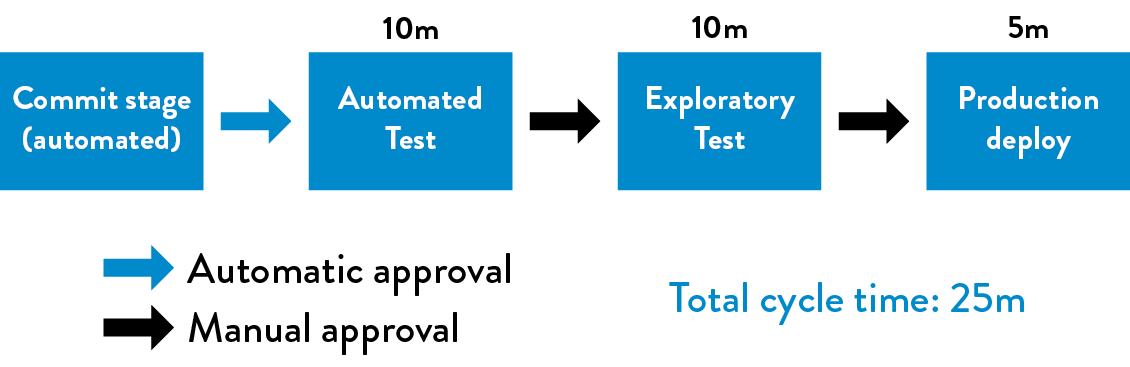 10m
10m
5m
Commit stage
(automated)
Automated
Test
Exploratory
Test
Production
deploy
Automatic approval
Manual approval
Total cycle time: 25m